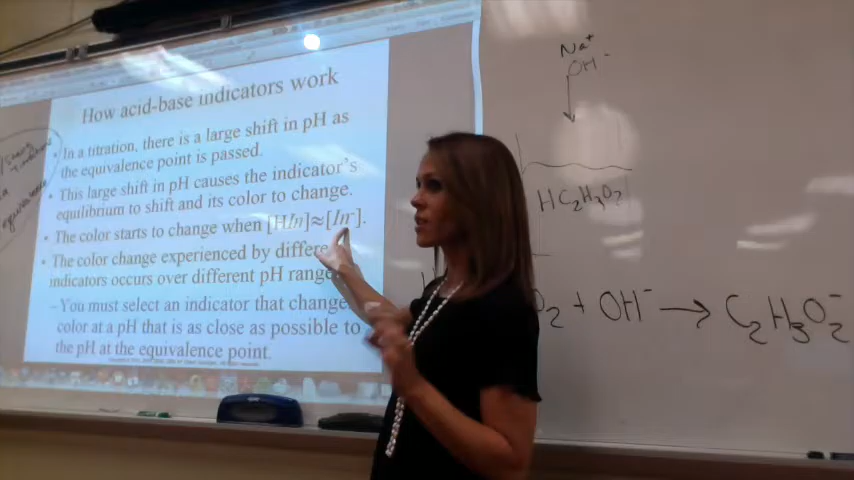 How acid-base indicators work
• In a titration, there is a large shift in pH as
the equivalence point is passed.
• This large shift in pH causes the indicator's
equilibrium to shift and its color to change.
• The color starts to change when [HIn]≈[In⁻].
• The color change experienced by
indicators occurs over different pH
–You must select an indicator that
color at a pH that is as close as possible to
the pH at the equivalence point.
Na⁺
OH⁻
HC₂H₃O₂
O₂ + OH⁻ → C₂H₃O₂⁻